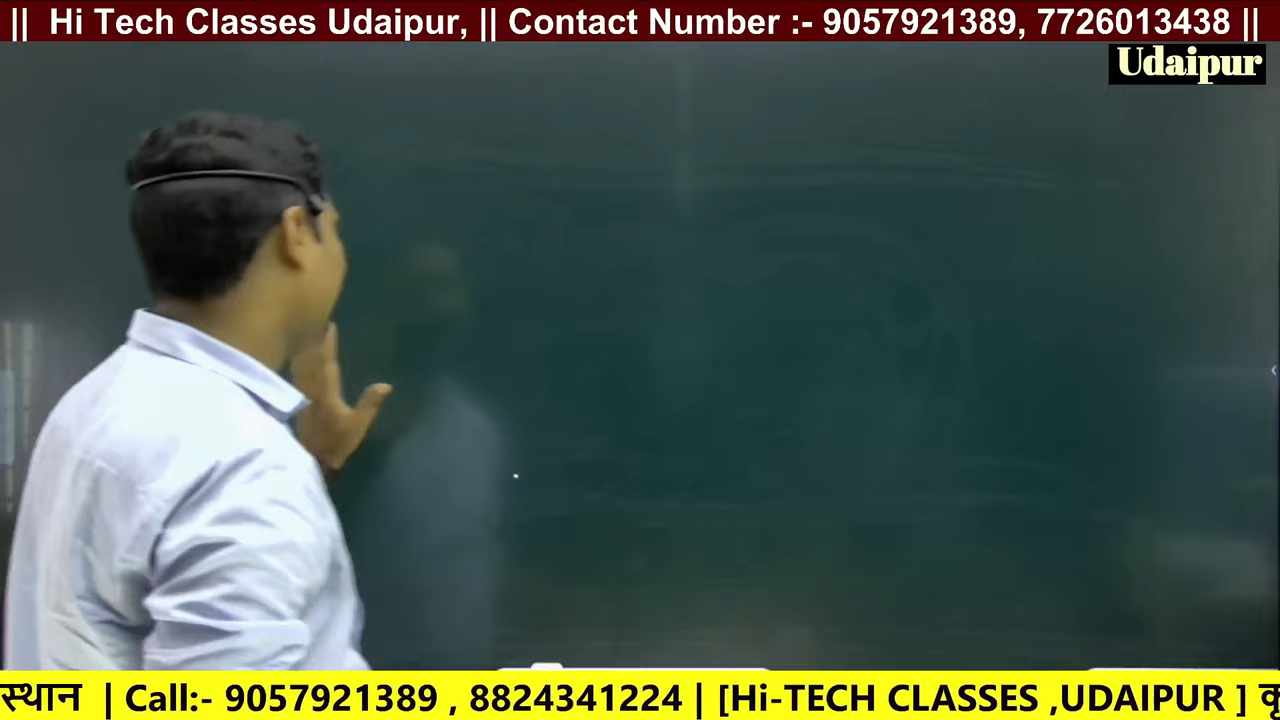 || Hi Tech Classes Udaipur, || Contact Number :- 9057921389, 7726013438 ||
Udaipur
स्थान | Call:- 9057921389 , 8824341224 | [Hi-TECH CLASSES ,UDAIPUR ]